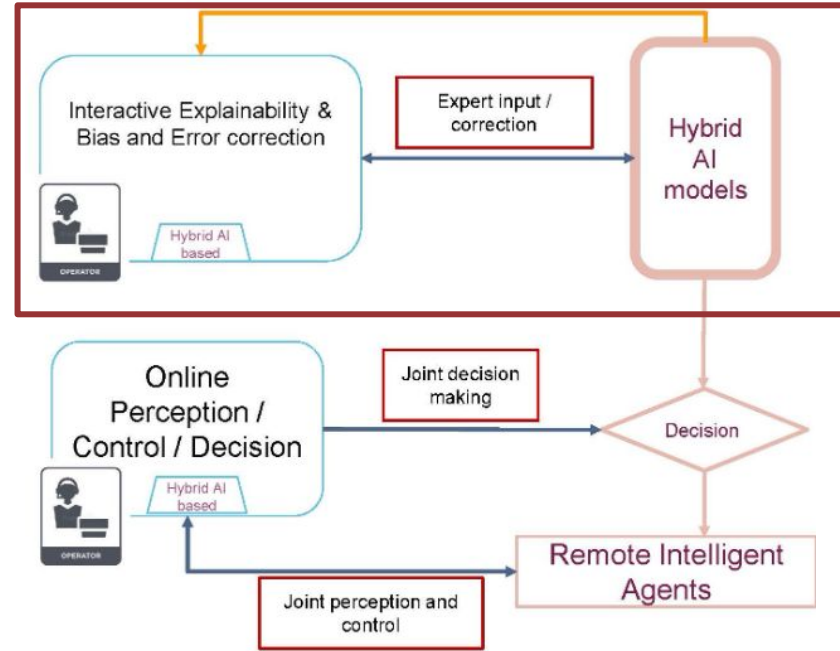 Interactive Explainability &
Bias and Error correction
Expert input /
correction
Hybrid
AI
models
Hybrid AI
based
OPERATOR
Online
Perception /
Control / Decision
Joint decision
making
Decision
Hybrid AI
based
OPERATOR
Remote Intelligent
Agents
Joint perception and
control